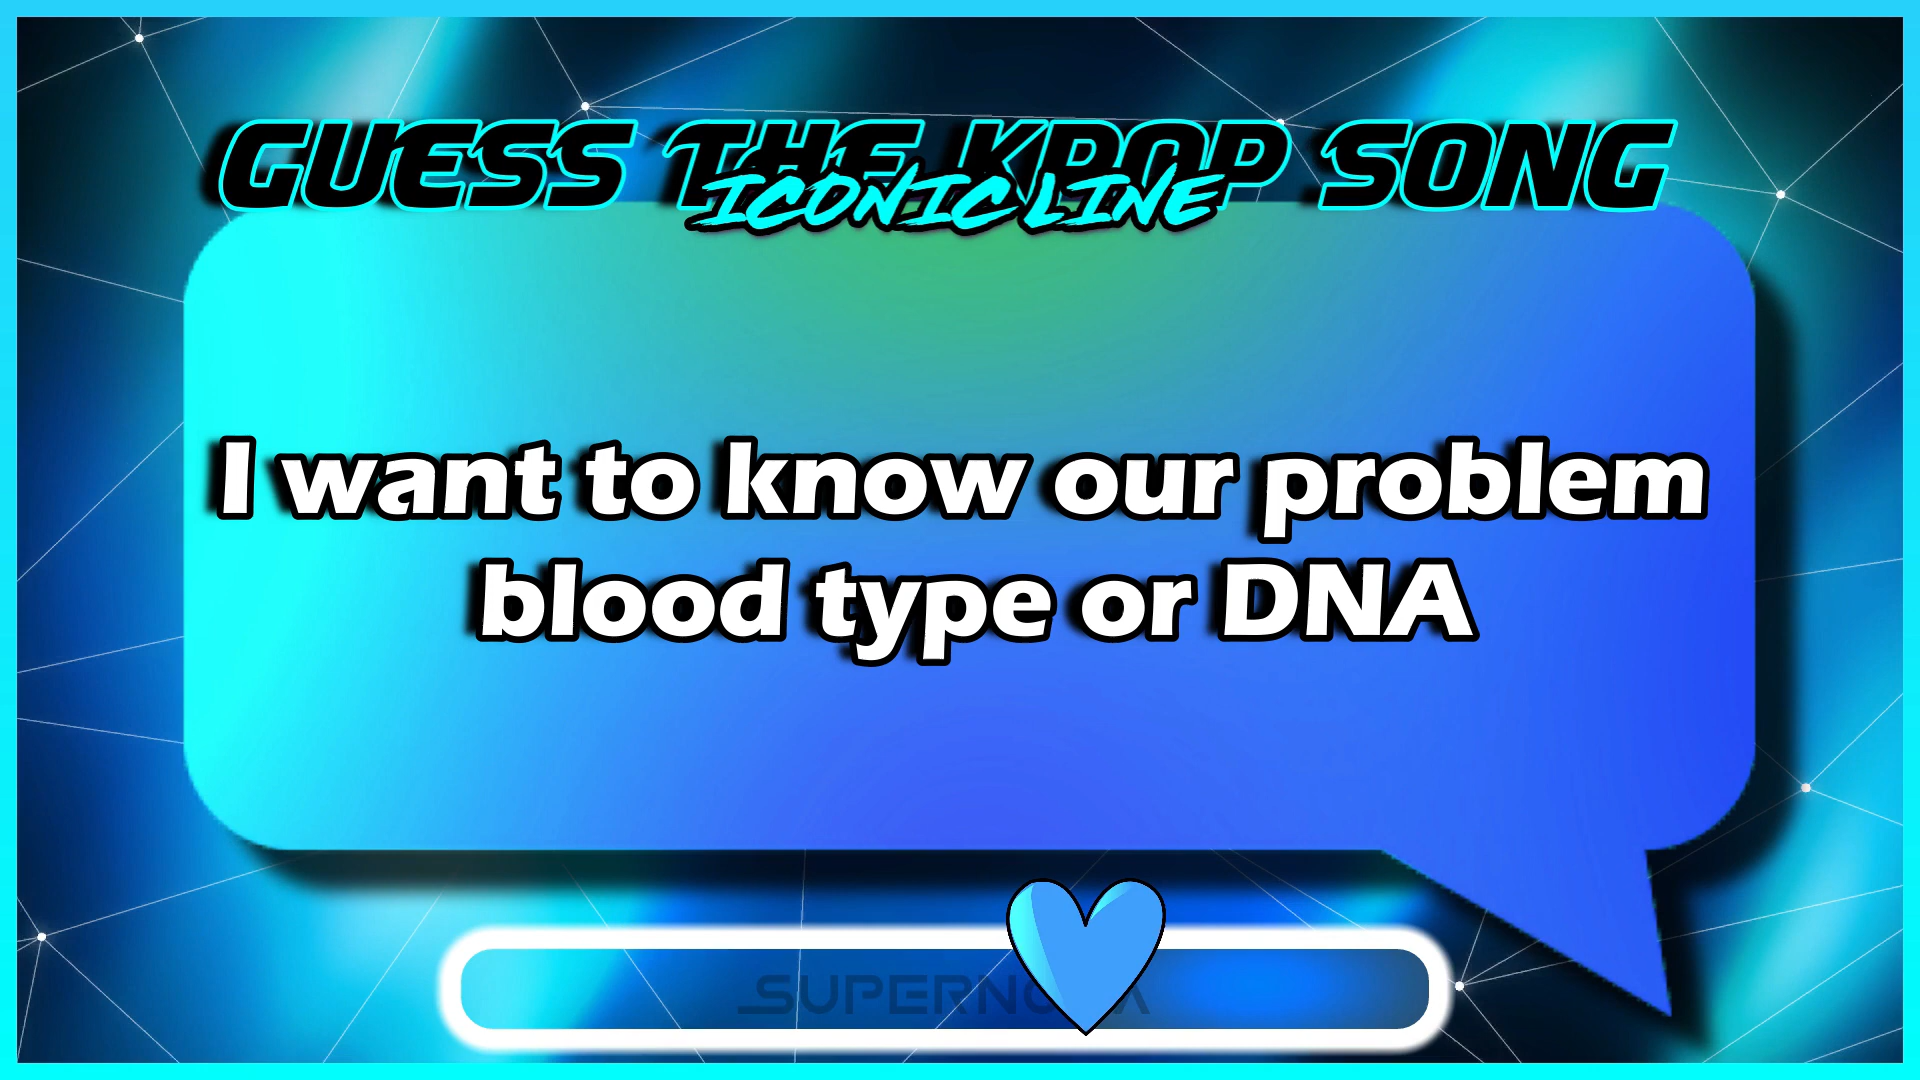 GUESS THE KPOP SONG
ICONIC LINE
I want to know our problem
blood type or DNA